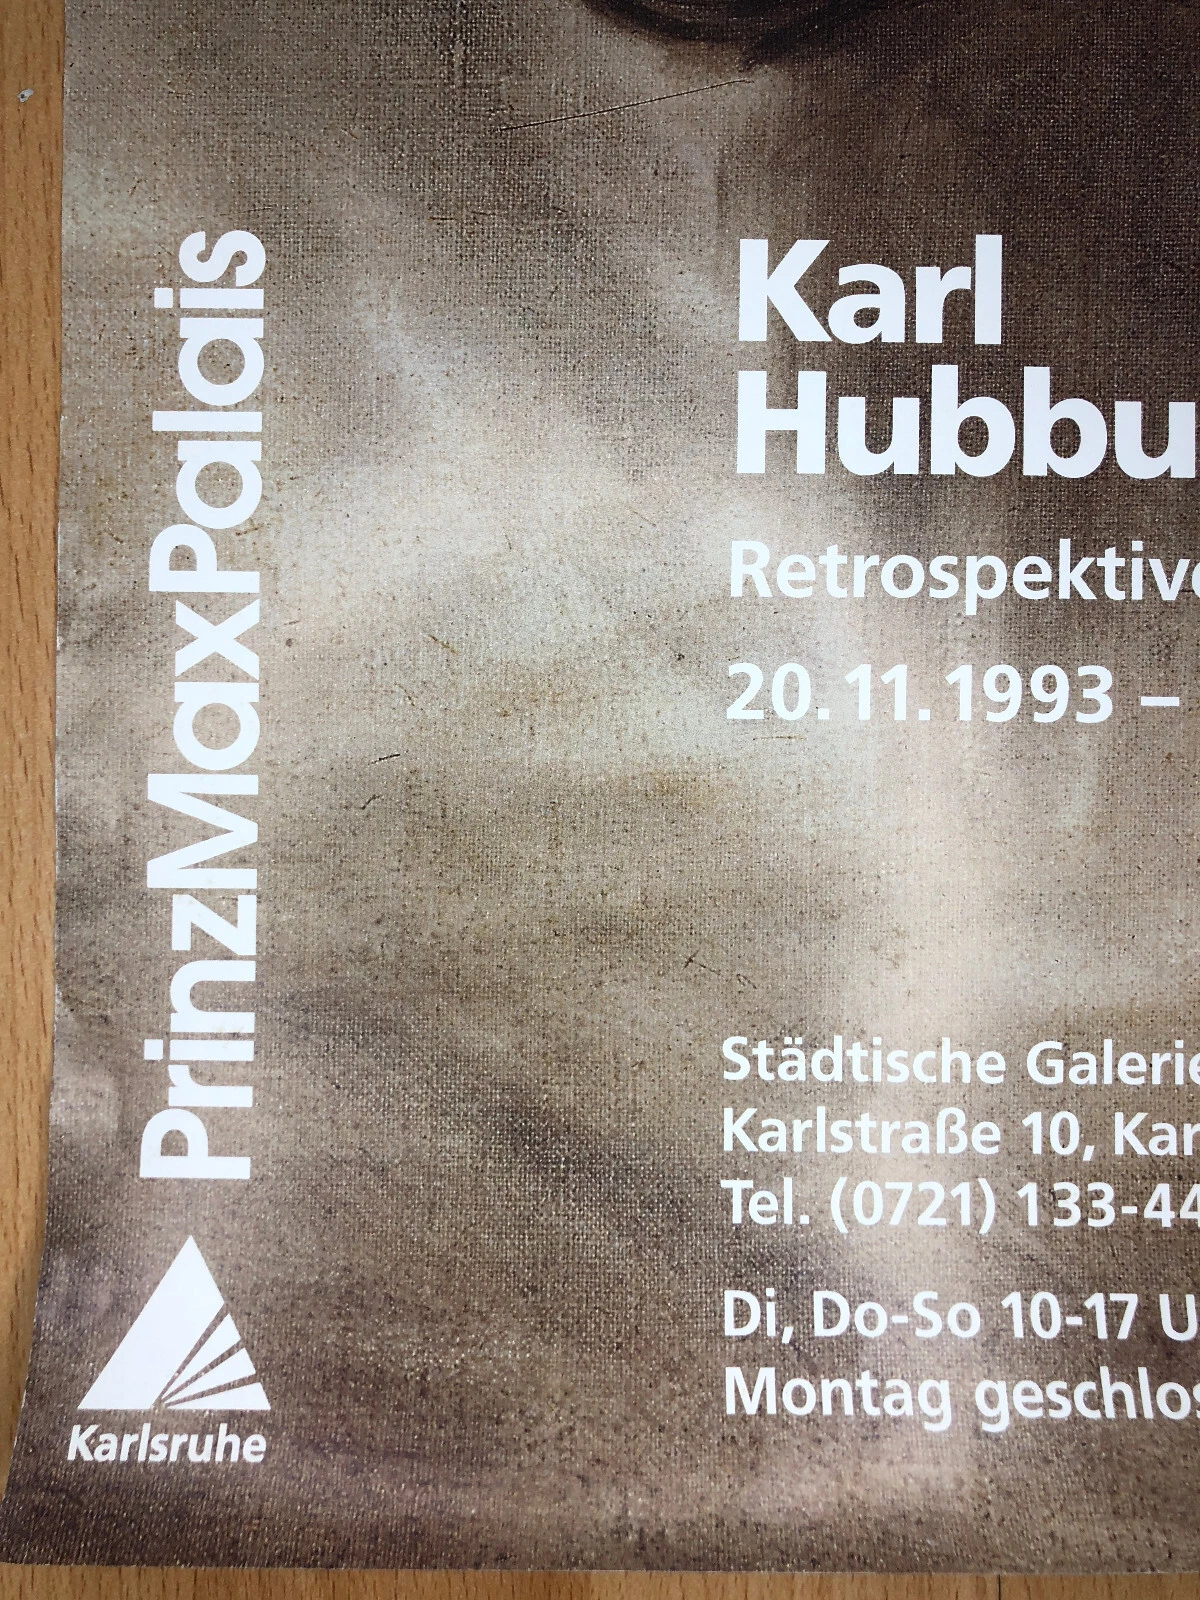 PrinzMaxPalais
Karlsruhe
Karl
Hubbu
Retrospektive
20.11.1993 –
Städtische Galerie
Karlstraße 10, Kar
Tel. (0721) 133-44
Di, Do-So 10-17 U
Montag geschlos